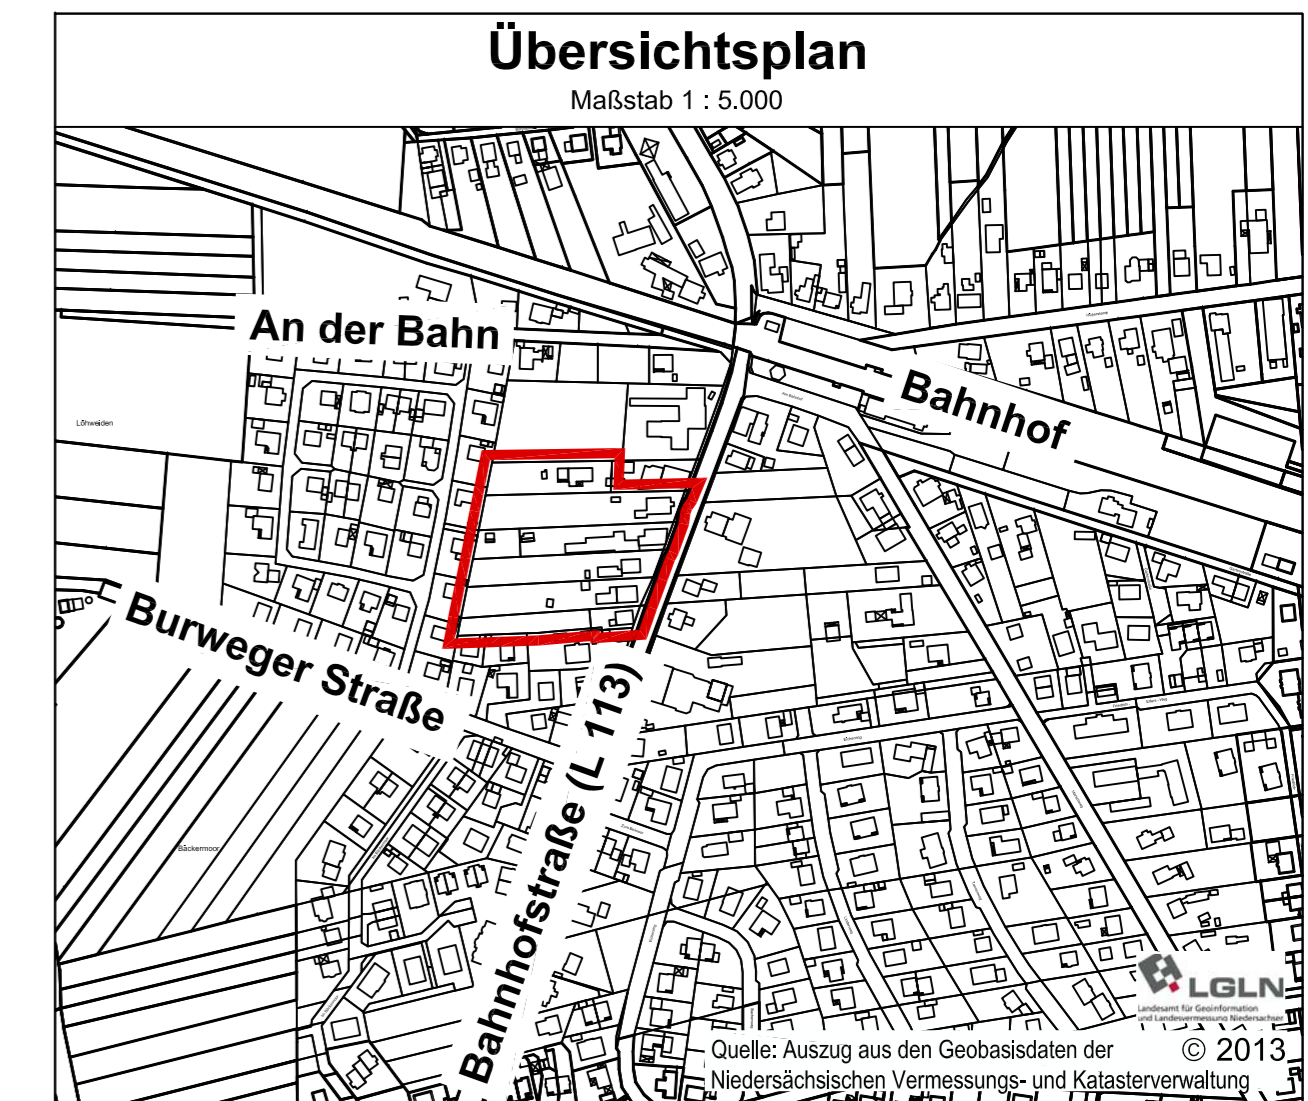 Übersichtsplan
Maßstab 1 : 5.000
An der Bahn
Bahnhof
Löhweiden
Burweger Straße
Bahnhofstraße (L 113)
Bäckermoor
LGLN
Landesamt für Geoinformation
und Landesvermessung Niedersachsen
Quelle: Auszug aus den Geobasisdaten der
Niedersächsischen Vermessungs- und Katasterverwaltung
© 2013